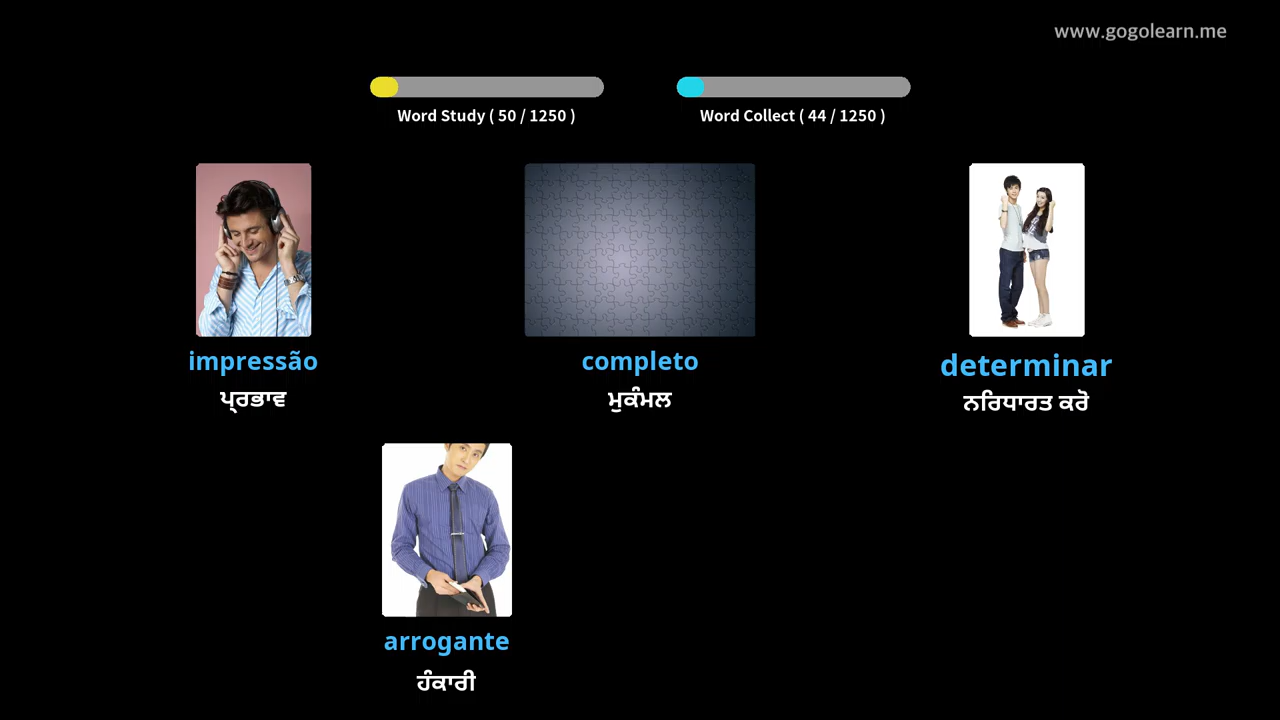 www.gogolearn.me
Word Study ( 50 / 1250 )
Word Collect ( 44 / 1250 )
impressão
completo
determinar
ਪ੍ਰਭਾਵ
ਮੁਕੰਮਲ
ਨਰਿਧਾਰਤ ਕਰੋ
arrogante
ਹੰਕਾਰੀ